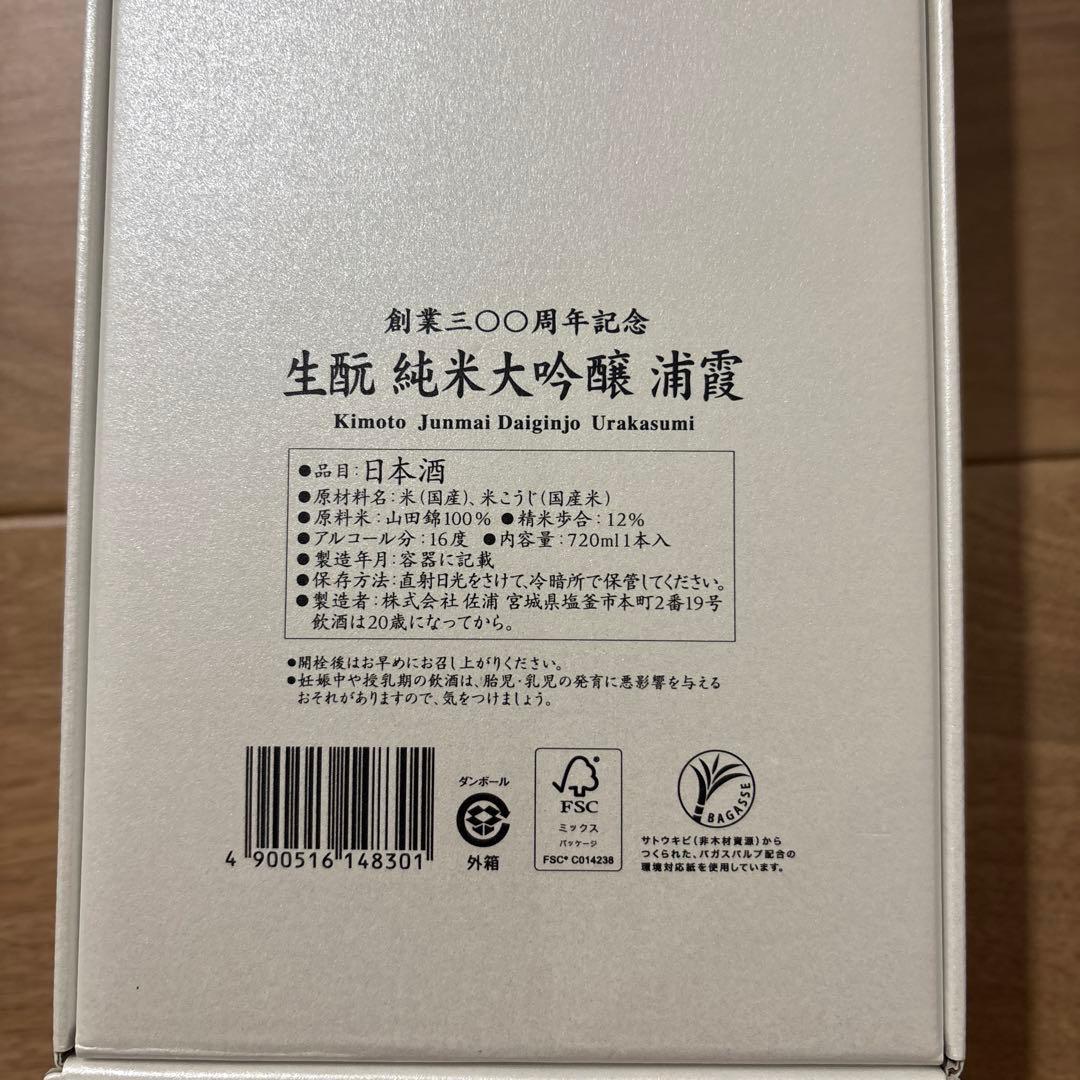 創業三〇〇周年記念
生酛 純米大吟醸 浦霞
Kimoto Junmai Daiginjo Urakasumi
●品目:日本酒
●原材料名:米(国産)、米こうじ(国産米)
●原料米:山田錦100% ●精米歩合:12%
●アルコール分:16度 ●内容量:720ml1本入
●製造年月:容器に記載
●保存方法:直射日光をさけて、冷暗所で保管してください。
●製造者:株式会社 佐浦 宮城県塩釜市本町2番19号
飲酒は20歳になってから。
●開栓後はお早めにお召し上がりください。
●妊娠中や授乳期の飲酒は、胎児・乳児の発育に悪影響を与える
おそれがありますので、気をつけましょう。
4 900516 148301
ダンボール
外箱
FSC
ミックス
パッケージ
FSC® C014238
BAGASSE
サトウキビ(非木材資源)から
つくられた、バガスパルプ配合の
環境対応紙を使用しています。